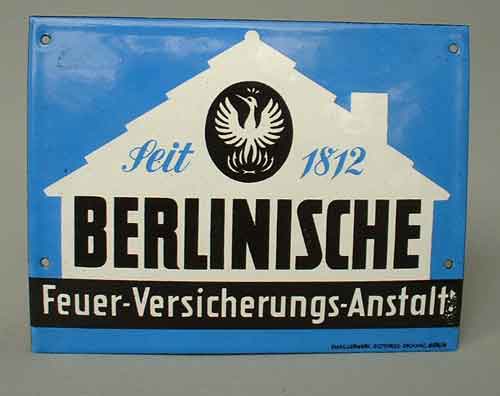 Seit 1812
BERLINISCHE
Feuer-Versicherungs-Anstalt